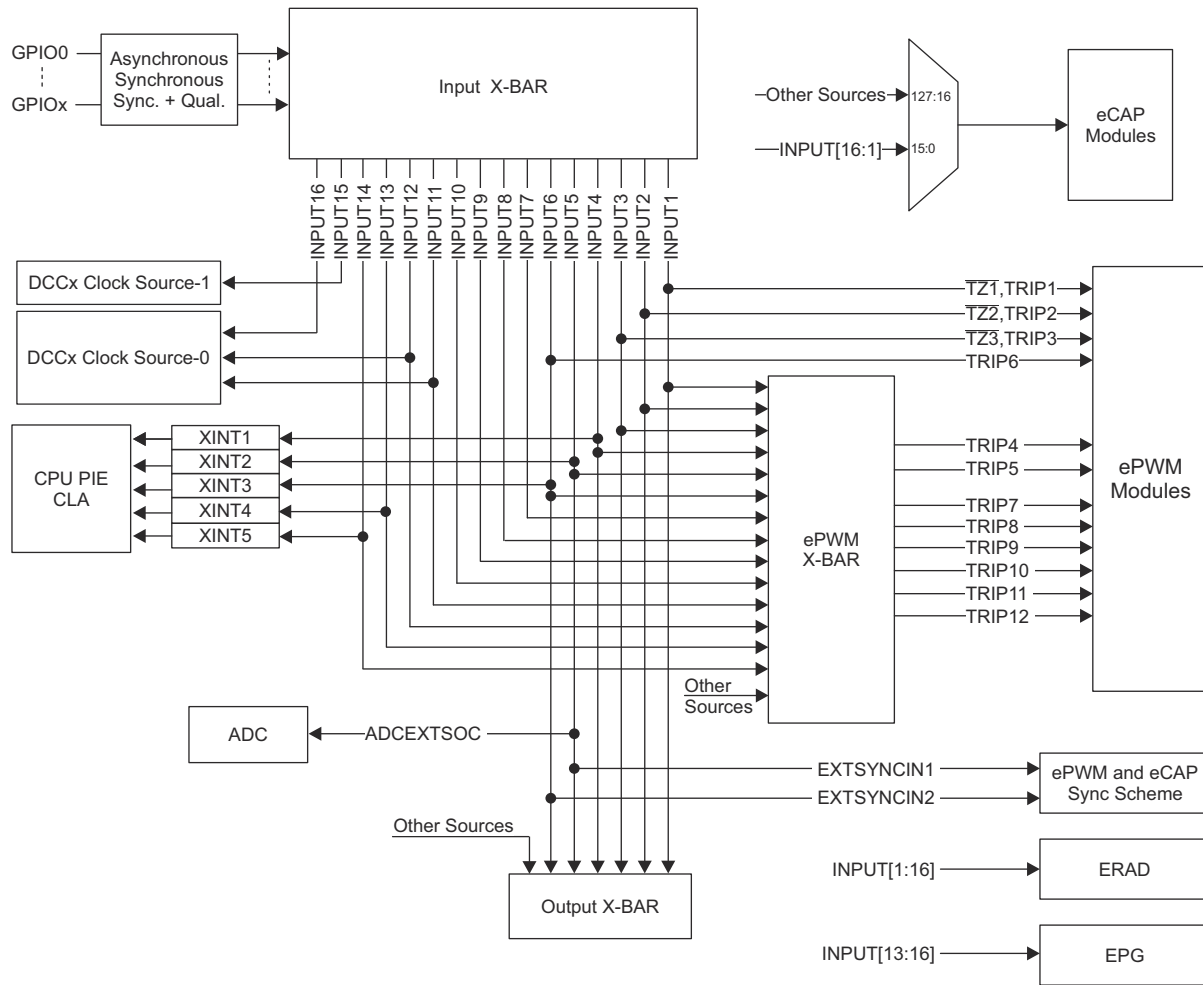 GPIO0
GPIOx
Asynchronous
Synchronous
Sync. + Qual.
Input X-BAR
Other Sources
127:16
INPUT[16:1]
15:0
eCAP
Modules
INPUT16
INPUT15
INPUT14
INPUT13
INPUT12
INPUT11
INPUT10
INPUT9
INPUT8
INPUT7
INPUT6
INPUT5
INPUT4
INPUT3
INPUT2
INPUT1
DCCx Clock Source-1
DCCx Clock Source-0
TZ1,TRIP1
TZ2,TRIP2
TZ3,TRIP3
TRIP6
CPU PIE
CLA
XINT1
XINT2
XINT3
XINT4
XINT5
ePWM
X-BAR
TRIP4
TRIP5
TRIP7
TRIP8
TRIP9
TRIP10
TRIP11
TRIP12
ePWM
Modules
Other
Sources
ADC
ADCEXTSOC
EXTSYNCIN1
EXTSYNCIN2
ePWM and eCAP
Sync Scheme
Other Sources
Output X-BAR
INPUT[1:16]
ERAD
INPUT[13:16]
EPG